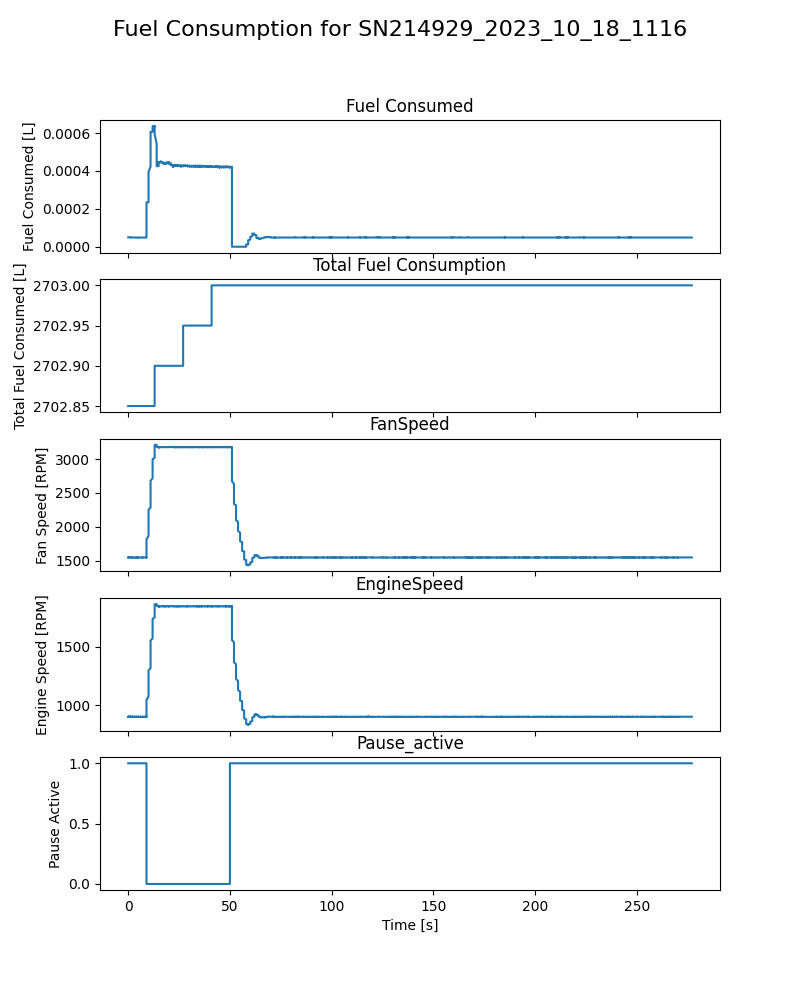 Fuel Consumption for SN214929_2023_10_18_1116
Fuel Consumed
Fuel Consumed [L]
0.0006
0.0004
0.0002
0.0000
Total Fuel Consumption
Total Fuel Consumed [L]
2703.00
2702.95
2702.90
2702.85
FanSpeed
Fan Speed [RPM]
3000
2500
2000
1500
EngineSpeed
Engine Speed [RPM]
1500
1000
Pause_active
Pause Active
1.0
0.5
0.0
0 50 100 150 200 250
Time [s]